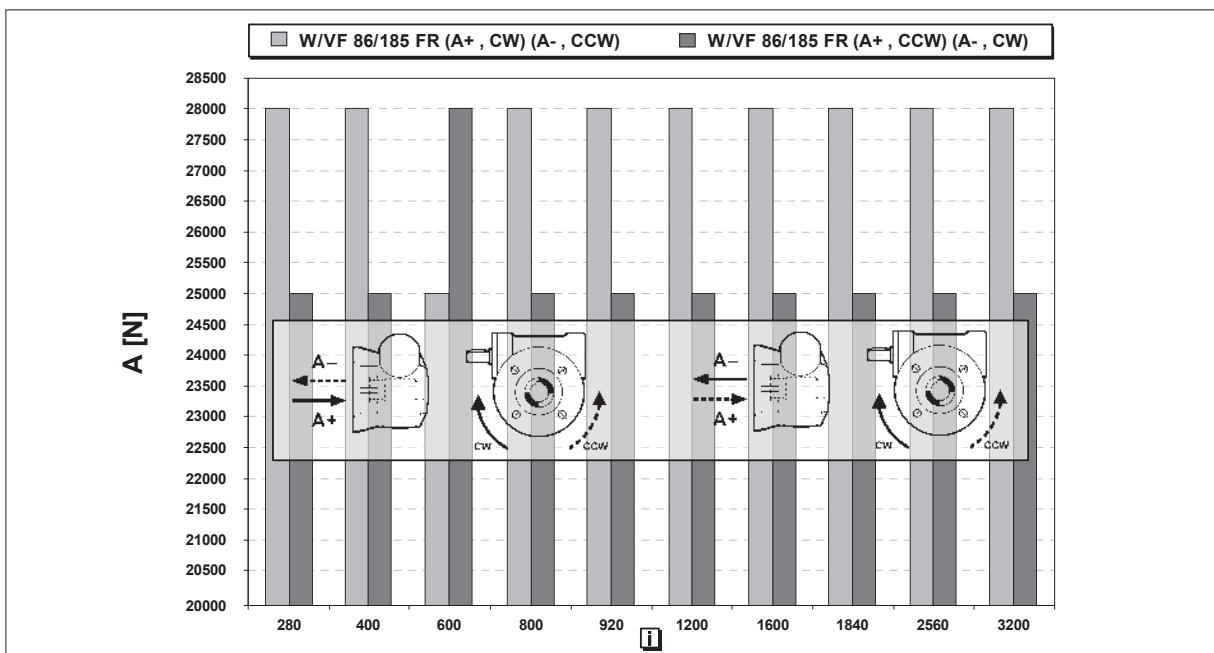 W/VF 86/185 FR (A+ , CW) (A- , CCW)
W/VF 86/185 FR (A+ , CCW) (A- , CW)
28500
28000
27500
27000
26500
26000
25500
25000
24500
24000
23500
23000
22500
22000
21500
21000
20500
20000
A [N]
A−
A+
CW
CCW
A−
A+
CW
CCW
280 400 600 800 920 1200 1600 1840 2560 3200
i